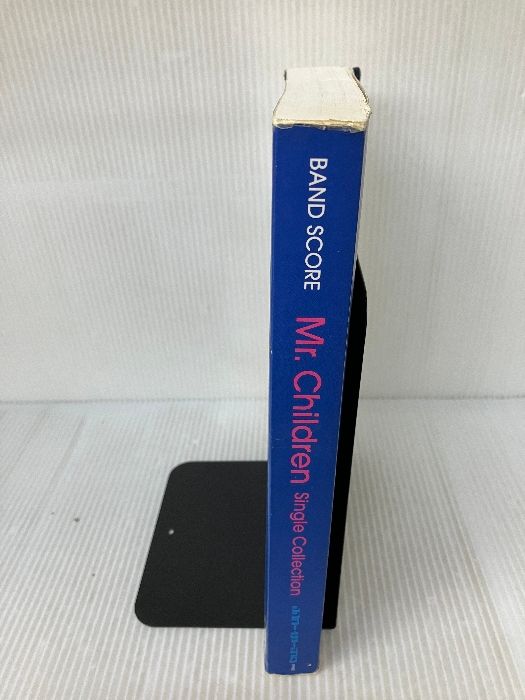 BAND SCORE
Mr. Children Single Collection